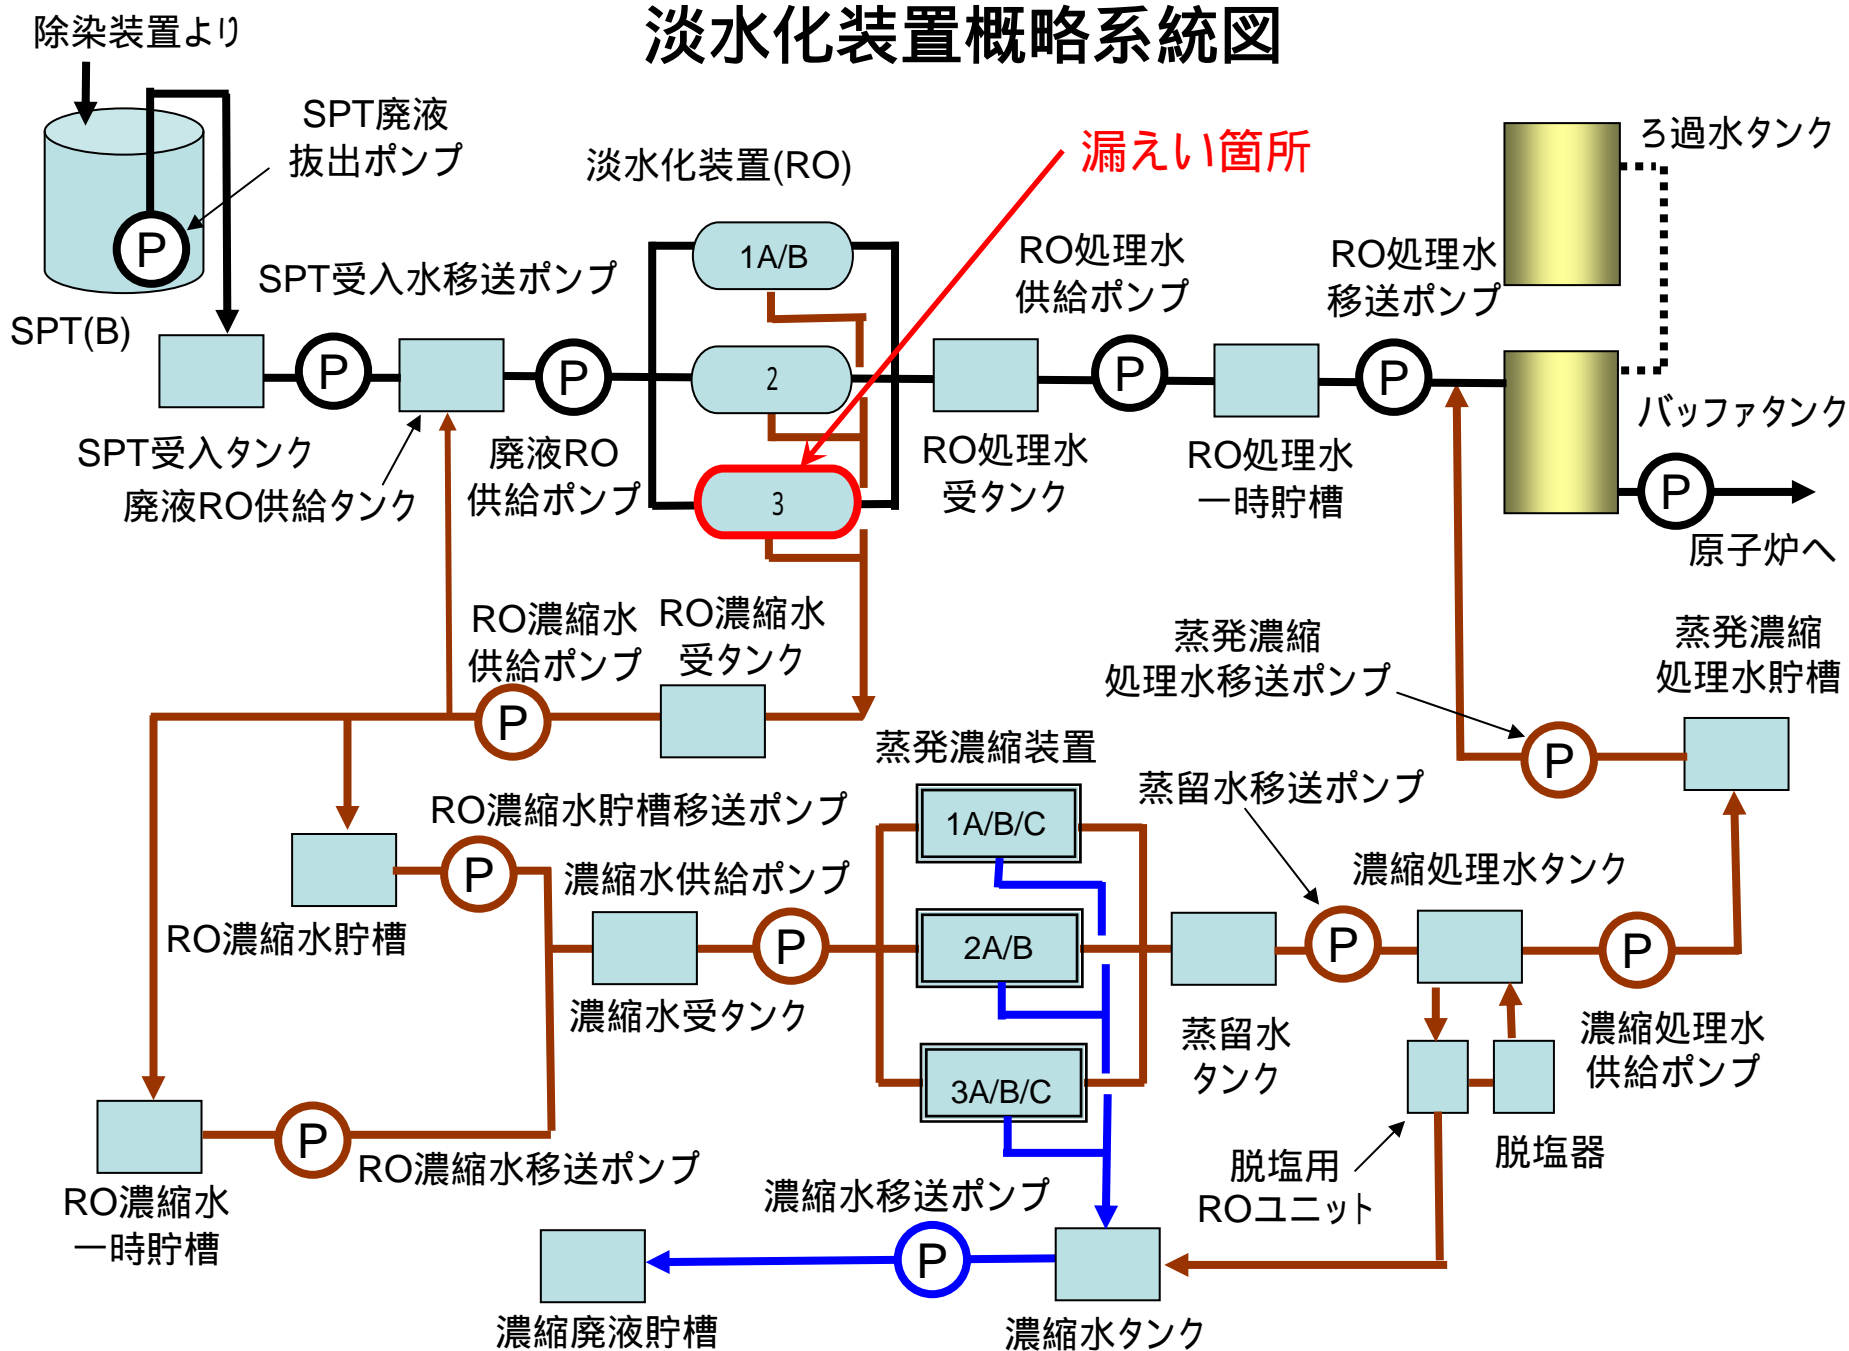 淡水化装置概略系統図
除染装置より
SPT廃液
抜出ポンプ
漏えい箇所
ろ過水タンク
淡水化装置(RO)
P
1A/B
SPT受入水移送ポンプ
RO処理水
供給ポンプ
RO処理水
移送ポンプ
SPT(B)
P
P
2
P
P
バッファタンク
SPT受入タンク
廃液RO供給タンク
廃液RO
供給ポンプ
3
RO処理水
受タンク
RO処理水
一時貯槽
P
原子炉へ
RO濃縮水
供給ポンプ
RO濃縮水
受タンク
蒸発濃縮
処理水移送ポンプ
蒸発濃縮
処理水貯槽
P
蒸発濃縮装置
P
蒸留水移送ポンプ
RO濃縮水貯槽移送ポンプ
1A/B/C
P
濃縮水供給ポンプ
濃縮処理水タンク
RO濃縮水貯槽
P
2A/B
P
P
濃縮水受タンク
蒸留水
タンク
濃縮処理水
供給ポンプ
3A/B/C
P
RO濃縮水移送ポンプ
脱塩用
ROユニット
脱塩器
RO濃縮水
一時貯槽
濃縮水移送ポンプ
P
濃縮廃液貯槽
濃縮水タンク